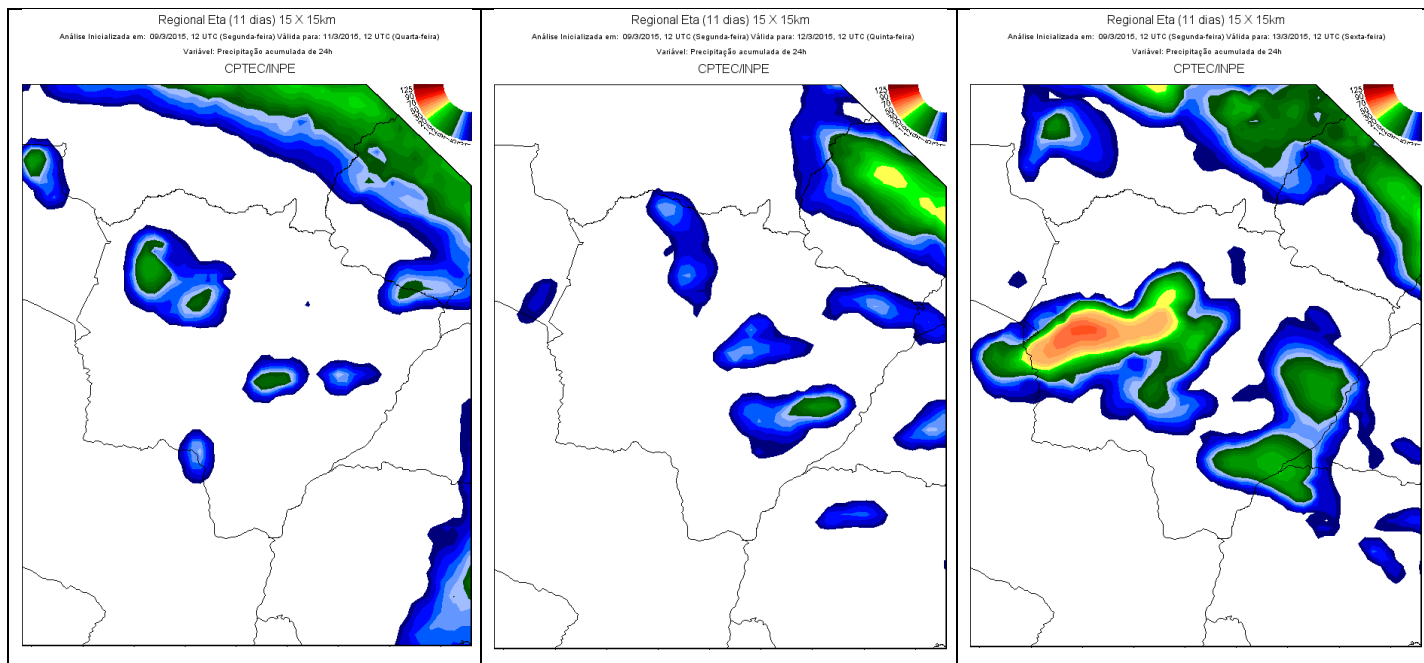 Regional Eta (11 dias) 15 X 15km
Análise Inicializada em: 09/3/2015, 12 UTC (Segunda-feira) Válida para: 11/3/2015, 12 UTC (Quarta-feira)
Variável: Precipitação acumulada de 24h
CPTEC/INPE
Regional Eta (11 dias) 15 X 15km
Análise Inicializada em: 09/3/2015, 12 UTC (Segunda-feira) Válida para: 12/3/2015, 12 UTC (Quinta-feira)
Variável: Precipitação acumulada de 24h
CPTEC/INPE
Regional Eta (11 dias) 15 X 15km
Análise Inicializada em: 09/3/2015, 12 UTC (Segunda-feira) Válida para: 13/3/2015, 12 UTC (Sexta-feira)
Variável: Precipitação acumulada de 24h
CPTEC/INPE